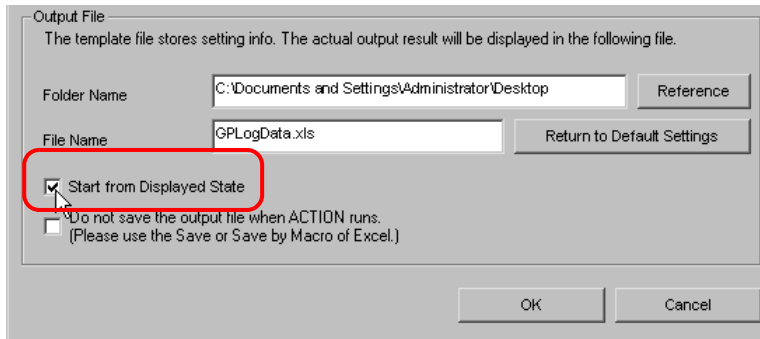 Output File
The template file stores setting info. The actual output result will be displayed in the following file.
Folder Name
C:\Documents and Settings\Administrator\Desktop
Reference
File Name
GPLogData.xls
Return to Default Settings
Start from Displayed State
Do not save the output file when ACTION runs.
(Please use the Save or Save by Macro of Excel.)
OK
Cancel